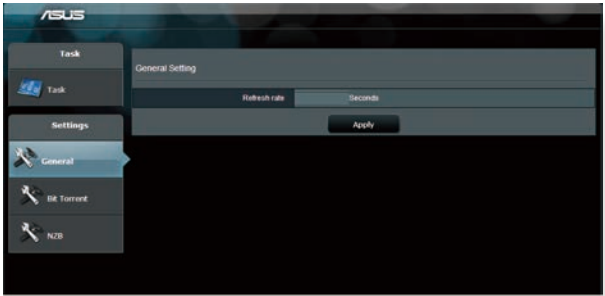 ASUS
Task
Task
Settings
General
Bit Torrent
NZB
General Setting
Refresh rate Seconds
Apply